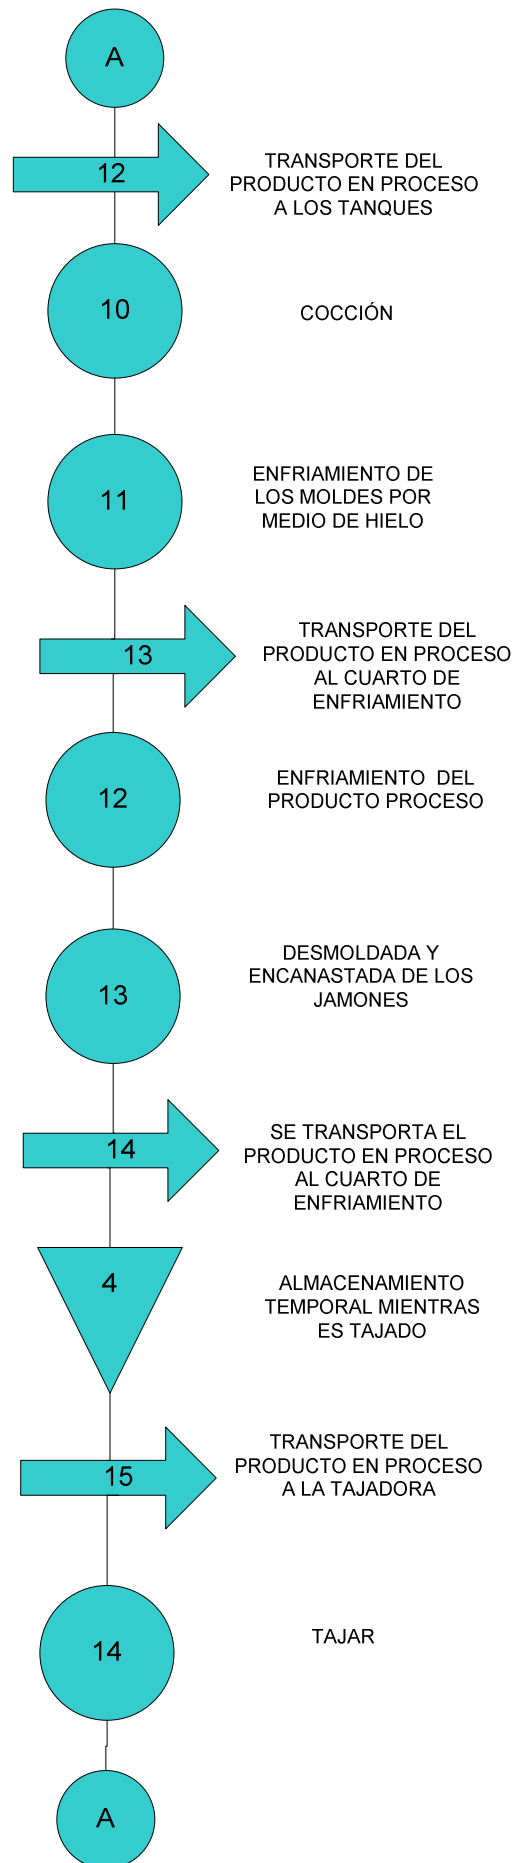 A
12
TRANSPORTE DEL
PRODUCTO EN PROCESO
A LOS TANQUES
10
COCCIÓN
11
ENFRIAMIENTO DE
LOS MOLDES POR
MEDIO DE HIELO
13
TRANSPORTE DEL
PRODUCTO EN PROCESO
AL CUARTO DE
ENFRIAMIENTO
12
ENFRIAMIENTO DEL
PRODUCTO PROCESO
13
DESMOLDADA Y
ENCANASTADA DE LOS
JAMONES
14
SE TRANSPORTA EL
PRODUCTO EN PROCESO
AL CUARTO DE
ENFRIAMIENTO
4
ALMACENAMIENTO
TEMPORAL MIENTRAS
ES TAJADO
15
TRANSPORTE DEL
PRODUCTO EN PROCESO
A LA TAJADORA
14
TAJAR
A